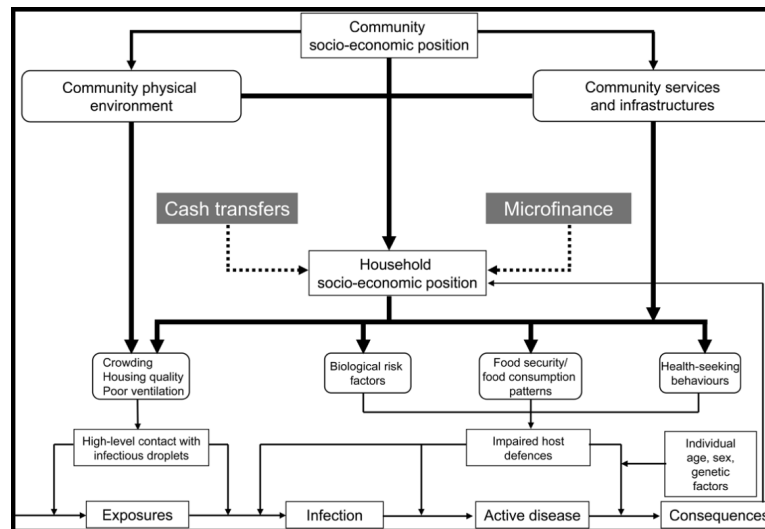 Community
socio-economic position
Community physical
environment
Community services
and infrastructures
Cash transfers
Microfinance
Household
socio-economic position
Crowding
Housing quality
Poor ventilation
Biological risk
factors
Food security/
food consumption
patterns
Health-seeking
behaviours
High-level contact with
infectious droplets
Impaired host
defences
Individual
age, sex,
genetic
factors
Exposures
Infection
Active disease
Consequences